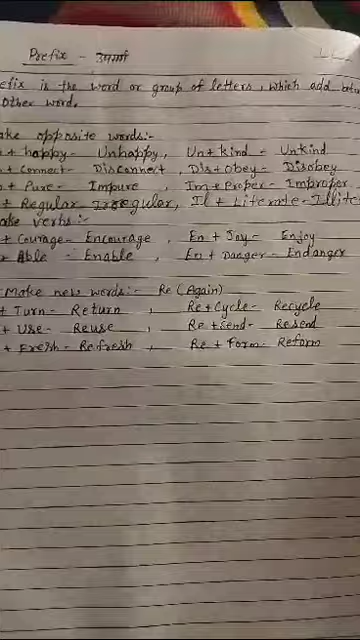 Prefix - उपसर्ग
efix is the word or group of letters, which add
other word.
ake opposite words:-
+ happy- Unhappy, Un+kind - Unkind
+ Connect- Disconnect, Dis+obey- Disobey
+ Pure- Impure, Im+Proper- Improper
+ Regular gular, Il + Literate- Illite
ake verbs:-
+ Courage- Encourage, En + Joy- Enjoy
+ Able - Enable, En + Danger- Endanger
Make new words:- Re (Again)
+ Turn- Return, Re+Cycle- Recycle
+ Use- Reuse, Re+Send- Resend
+ Fresh- Refresh, Re + Form- Reform